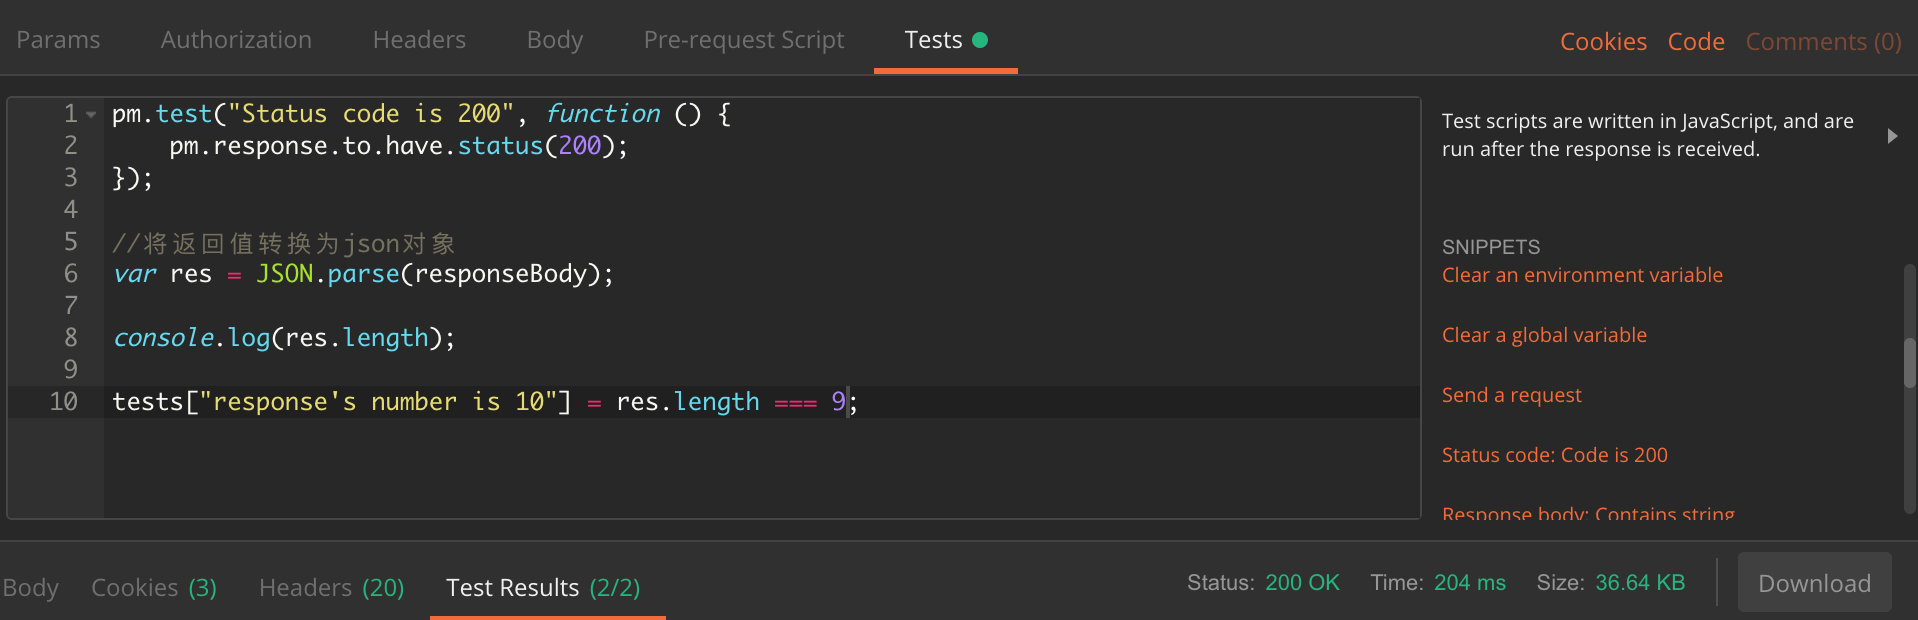 Params Authorization Headers Body Pre-request Script Tests Cookies Code Comments (0)
1 pm.test("Status code is 200", function () {
2     pm.response.to.have.status(200);
3 });
4
5 //将返回值转换为json对象
6 var res = JSON.parse(responseBody);
7
8 console.log(res.length);
9
10 tests["response's number is 10"] = res.length === 9;
Test scripts are written in JavaScript, and are
run after the response is received.
SNIPPETS
Clear an environment variable
Clear a global variable
Send a request
Status code: Code is 200
Response body: Contains string
Body Cookies (3) Headers (20) Test Results (2/2) Status: 200 OK Time: 204 ms Size: 36.64 KB Download